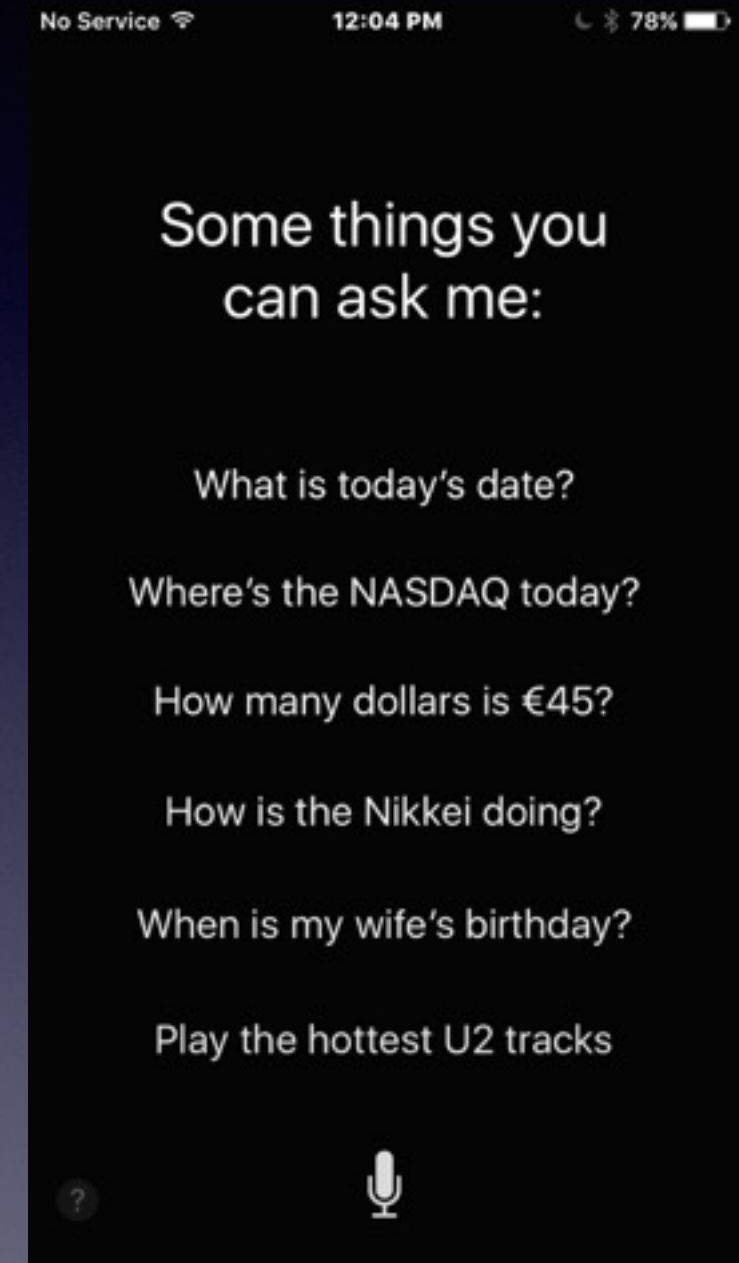 No Service 12:04 PM 78%
Some things you
can ask me:
What is today’s date?
Where’s the NASDAQ today?
How many dollars is €45?
How is the Nikkei doing?
When is my wife’s birthday?
Play the hottest U2 tracks
?